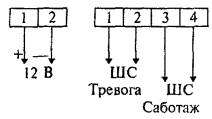 1 2 1 2 3 4
+ –
12 В ШС ШС
Тревога
Саботаж